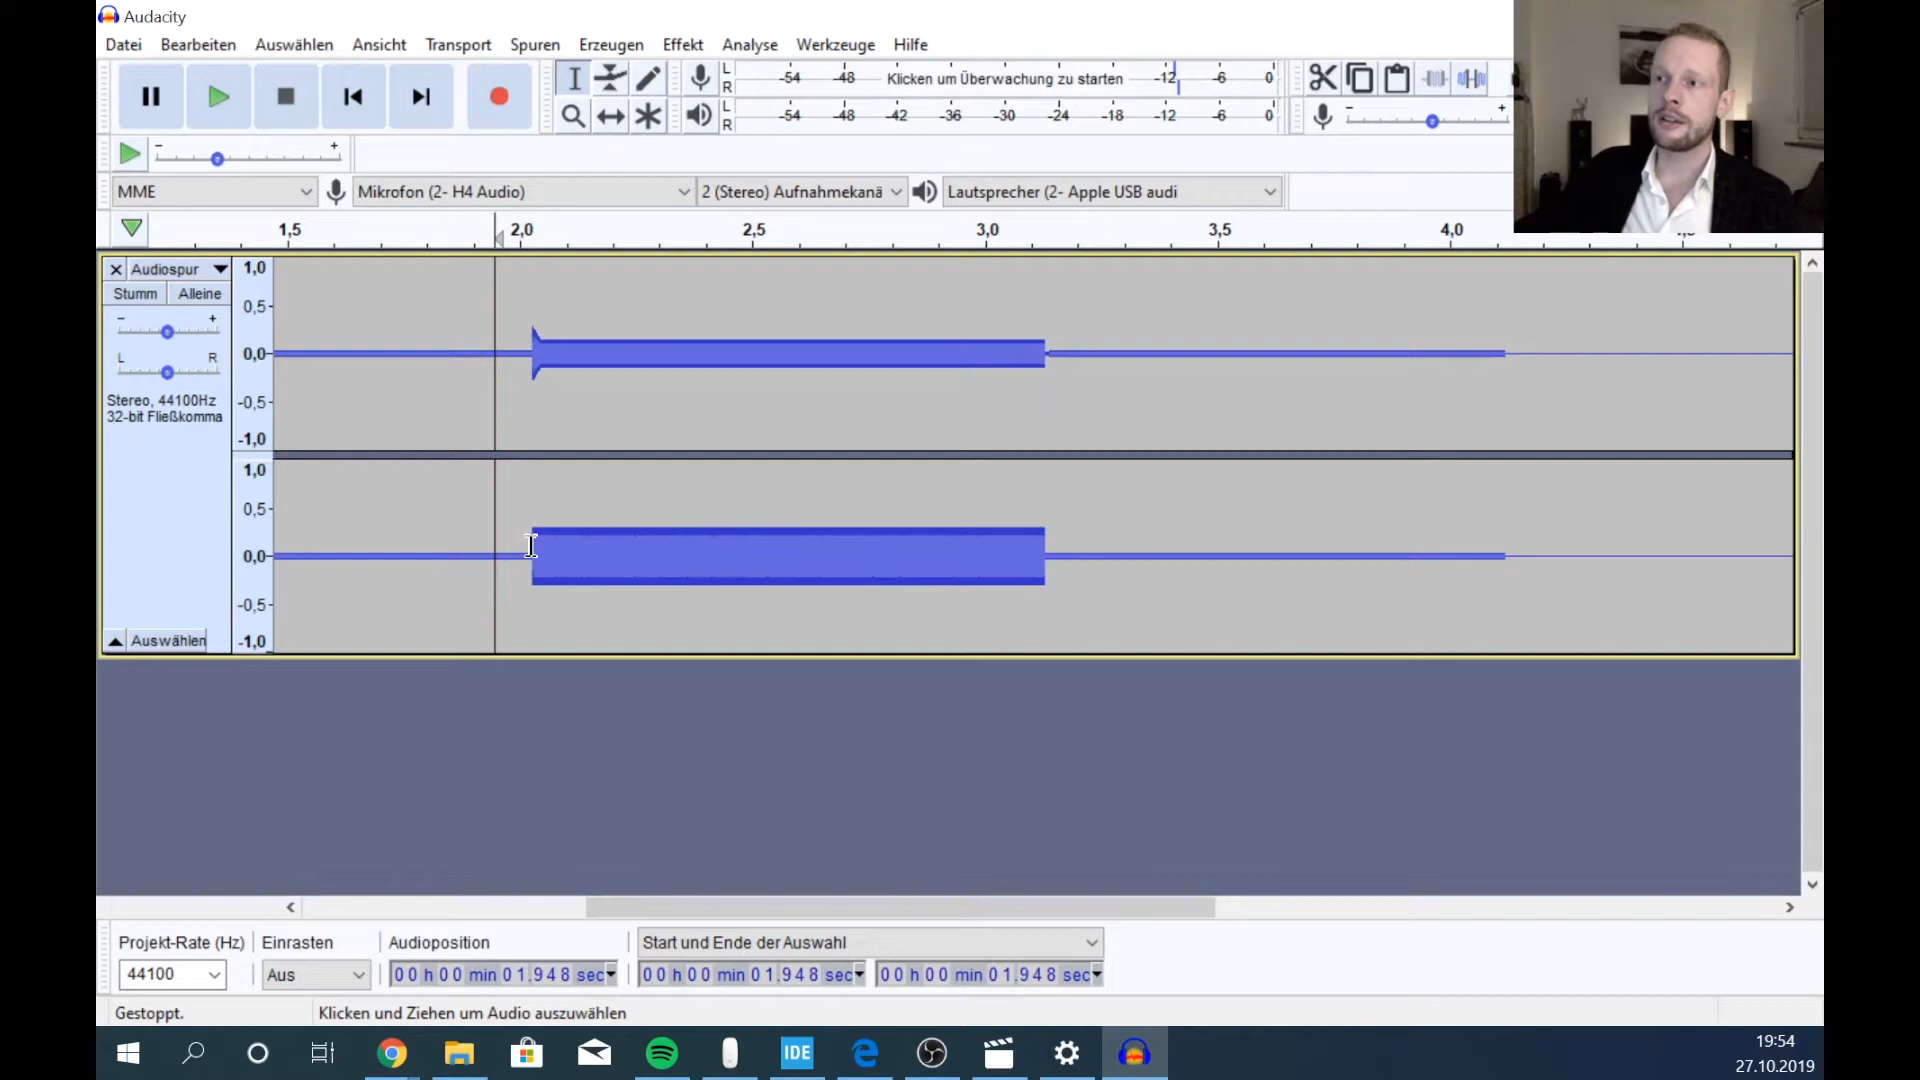 Audacity
Datei Bearbeiten Auswählen Ansicht Transport Spuren Erzeugen Effekt Analyse Werkzeuge Hilfe
L
R
-54 -48 Klicken um Überwachung zu starten -12 -6 0
L
R
-54 -48 -42 -36 -30 -24 -18 -12 -6 0
- +
- +
MME Mikrofon (2- H4 Audio) 2 (Stereo) Aufnahmekanä Lautsprecher (2- Apple USB audi
1,5 2,0 2,5 3,0 3,5 4,0
Audiospur
Stumm Alleine
- +
L R
Stereo, 44100Hz
32-bit Fließkomma
Auswählen
1,0
0,5
0,0
-0,5
-1,0
1,0
0,5
0,0
-0,5
-1,0
Projekt-Rate (Hz) Einrasten Audioposition Start und Ende der Auswahl
44100 Aus 00 h 00 min 01.948 sec 00 h 00 min 01.948 sec 00 h 00 min 01.948 sec
Gestoppt. Klicken und Ziehen um Audio auszuwählen
IDE
19:54
27.10.2019